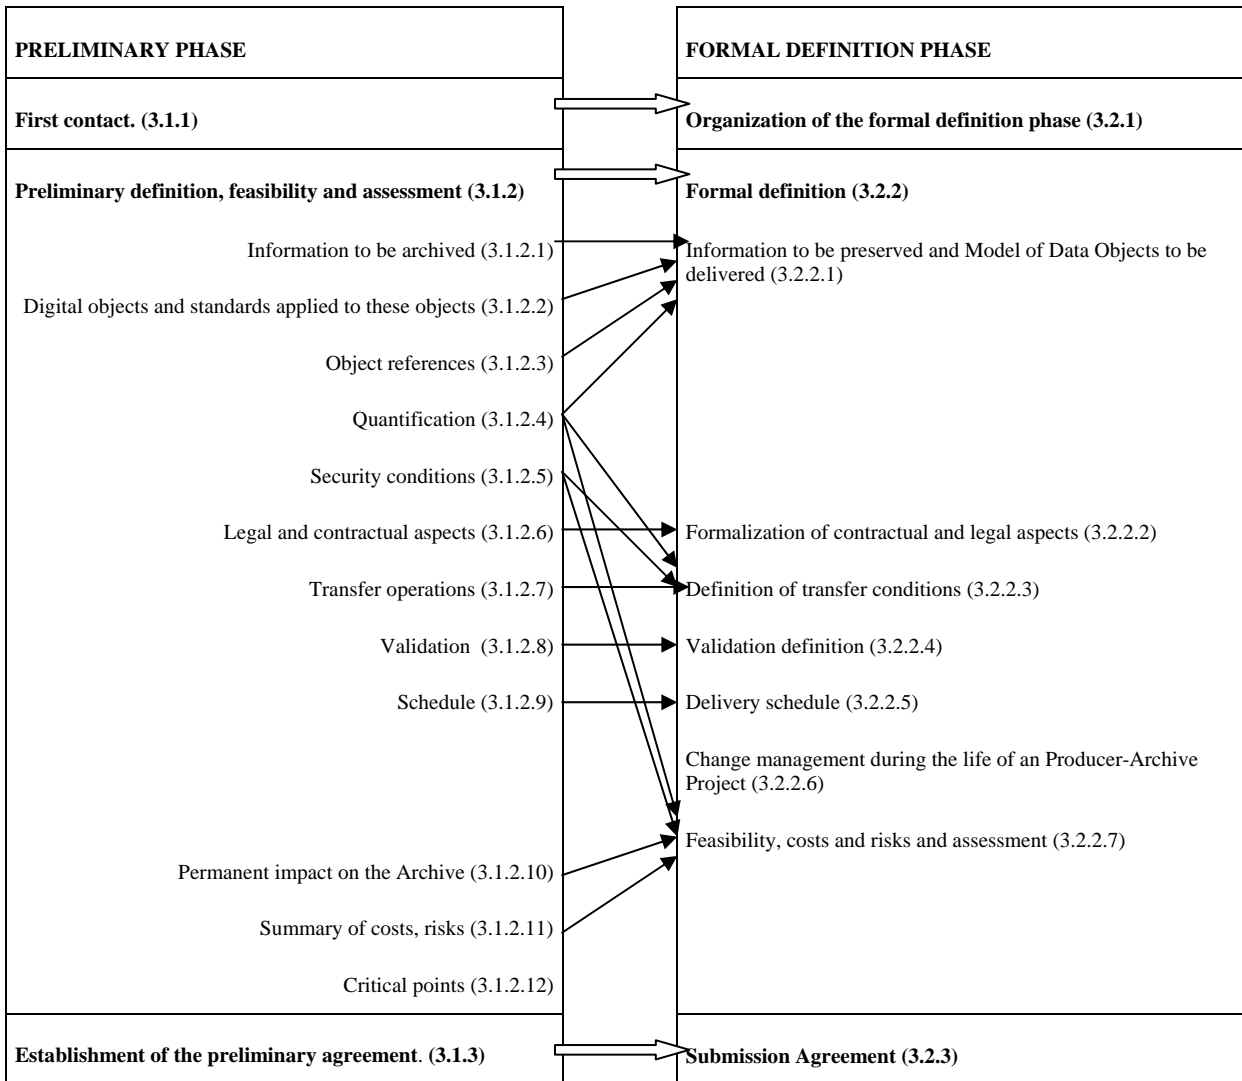 PRELIMINARY PHASE
FORMAL DEFINITION PHASE
First contact. (3.1.1)
Organization of the formal definition phase (3.2.1)
Preliminary definition, feasibility and assessment (3.1.2)
Formal definition (3.2.2)
Information to be archived (3.1.2.1)
Information to be preserved and Model of Data Objects to be
delivered (3.2.2.1)
Digital objects and standards applied to these objects (3.1.2.2)
Object references (3.1.2.3)
Quantification (3.1.2.4)
Security conditions (3.1.2.5)
Legal and contractual aspects (3.1.2.6)
Formalization of contractual and legal aspects (3.2.2.2)
Transfer operations (3.1.2.7)
Definition of transfer conditions (3.2.2.3)
Validation (3.1.2.8)
Validation definition (3.2.2.4)
Schedule (3.1.2.9)
Delivery schedule (3.2.2.5)
Change management during the life of an Producer-Archive
Project (3.2.2.6)
Feasibility, costs and risks and assessment (3.2.2.7)
Permanent impact on the Archive (3.1.2.10)
Summary of costs, risks (3.1.2.11)
Critical points (3.1.2.12)
Establishment of the preliminary agreement. (3.1.3)
Submission Agreement (3.2.3)